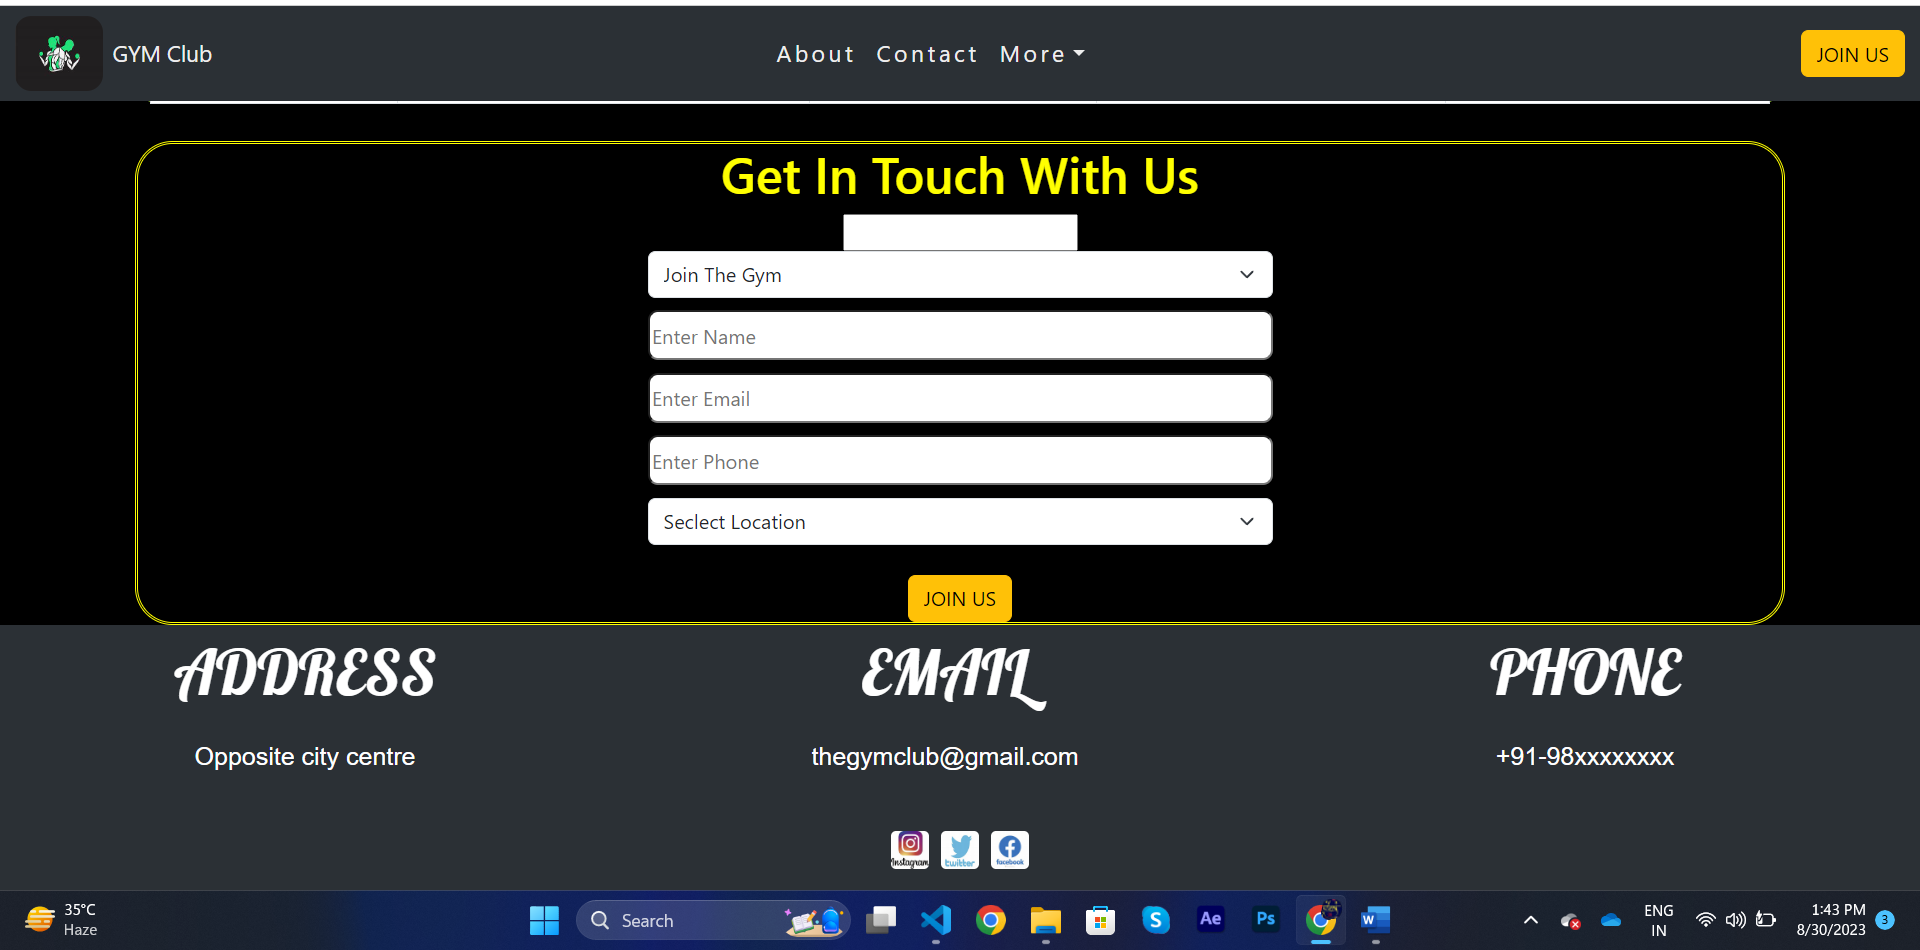 GYM Club
About Contact More
JOIN US
Get In Touch With Us
Join The Gym
Enter Name
Enter Email
Enter Phone
Seclect Location
JOIN US
ADDRESS
EMAIL
PHONE
Opposite city centre
thegymclub@gmail.com
+91-98xxxxxxxx
Instagram
twitter
facebook
35°C
Haze
Search
Ae
Ps
ENG
IN
1:43 PM
8/30/2023
3